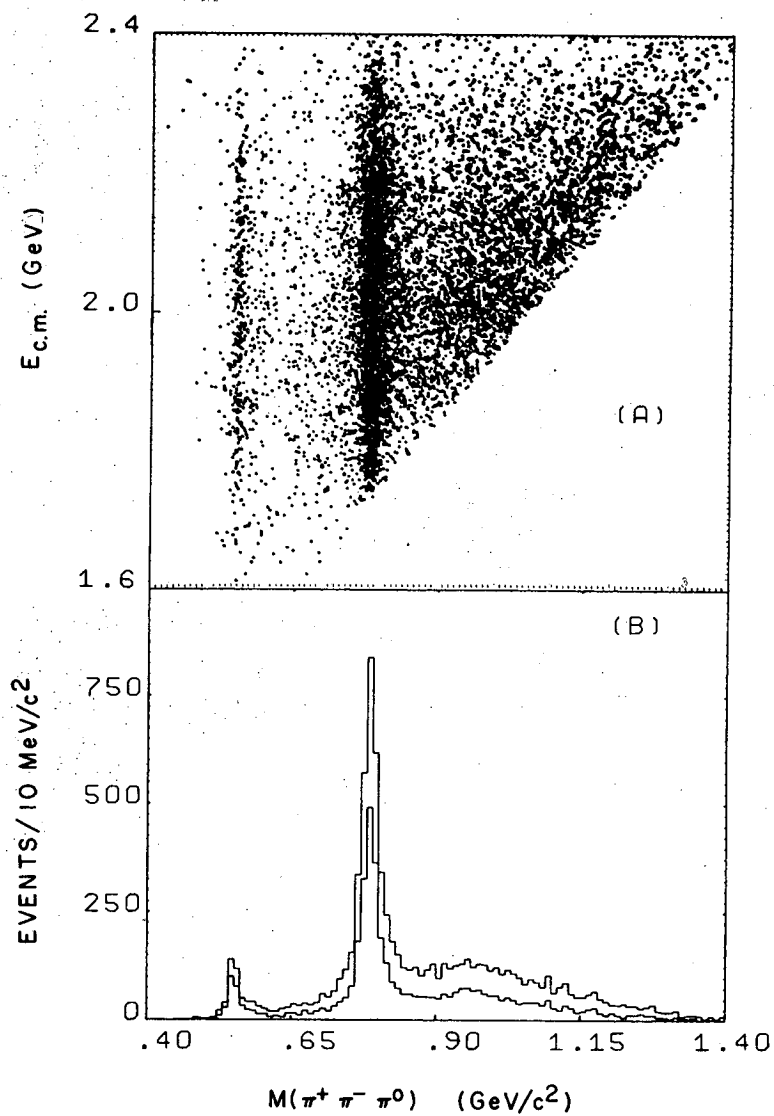 2.4
2.0
1.6
E c.m. (GeV)
(A)
(B)
750
500
250
0
EVENTS/10 MeV/c²
.40 .65 .90 1.15 1.40
M(π⁺ π⁻ π⁰) (GeV/c²)